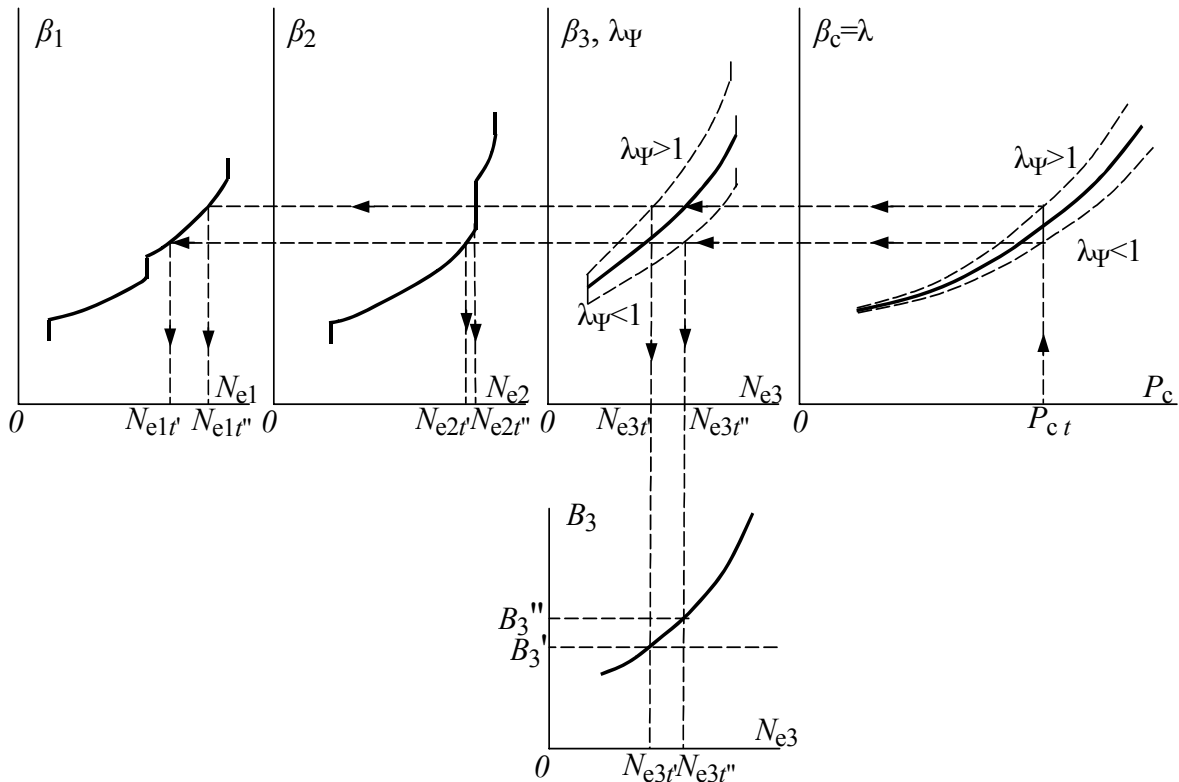 β1
β2
β3, λΨ
βc=λ
λΨ>1
λΨ>1
λΨ<1
λΨ<1
Ne1
Ne2
Ne3
Pc
0
Ne1t' Ne1t"
0
Ne2t' Ne2t"
0
Ne3t' Ne3t"
0
Pc t
B3
B3"
B3'
Ne3
0
Ne3t' Ne3t"